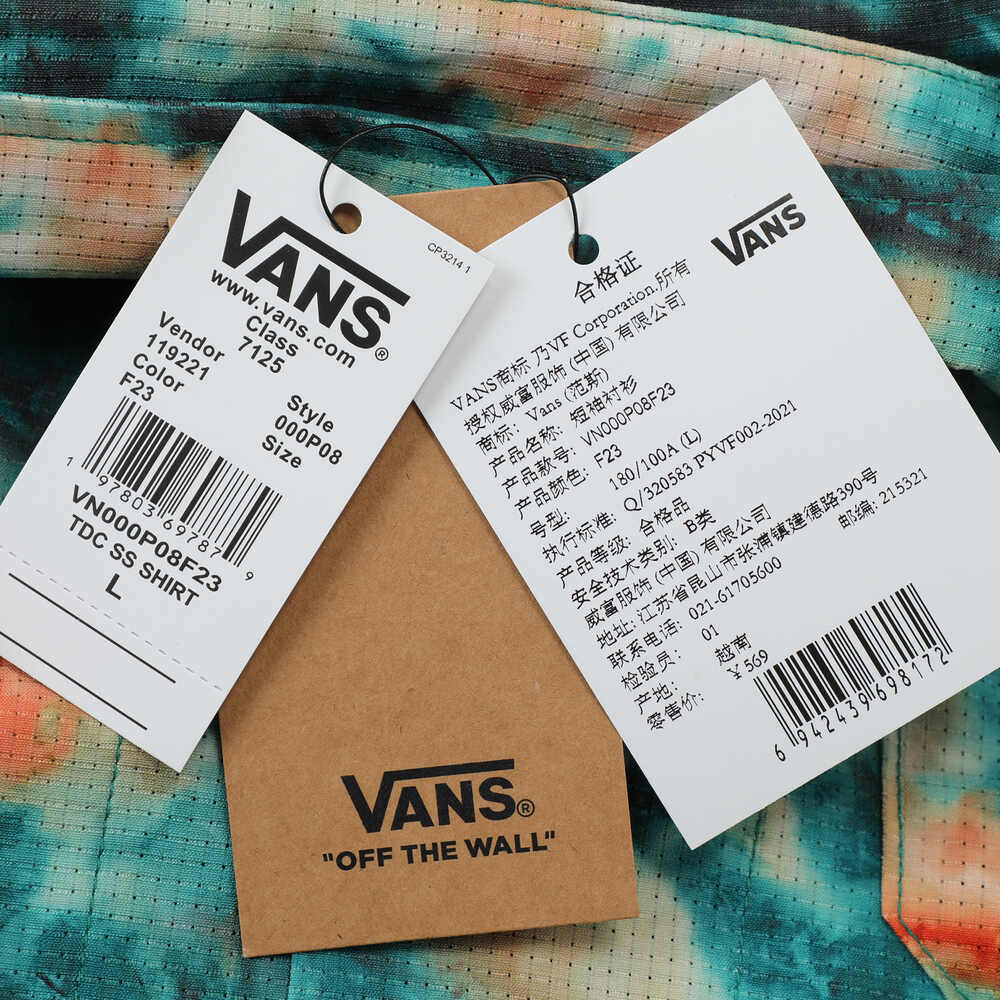 VANS®
www.vans.com
CP3214 1
Class
7125
Vendor
119221
Color
F23
Style
000P08
Size
1 97803 69787 9
VN000P08F23
TDC SS SHIRT
L
VANS®
"OFF THE WALL"
VANS
合格证
VANS商标 乃VF Corporation.所有
授权威富服饰 (中国) 有限公司
商标: Vans (范斯)
产品名称: 短袖衬衫
产品款号: VN000P08F23
产品颜色: F23
号型: 180/100A (L)
执行标准: Q/320583 PYVF002-2021
产品等级: 合格品
安全技术类别: B类
威富服饰 (中国) 有限公司
地址: 江苏省昆山市张浦镇建德路390号
邮编: 215321
联系电话: 021-61705600
检验员: 01
产地: 越南
零售价: ¥ 569
6 942439 698172